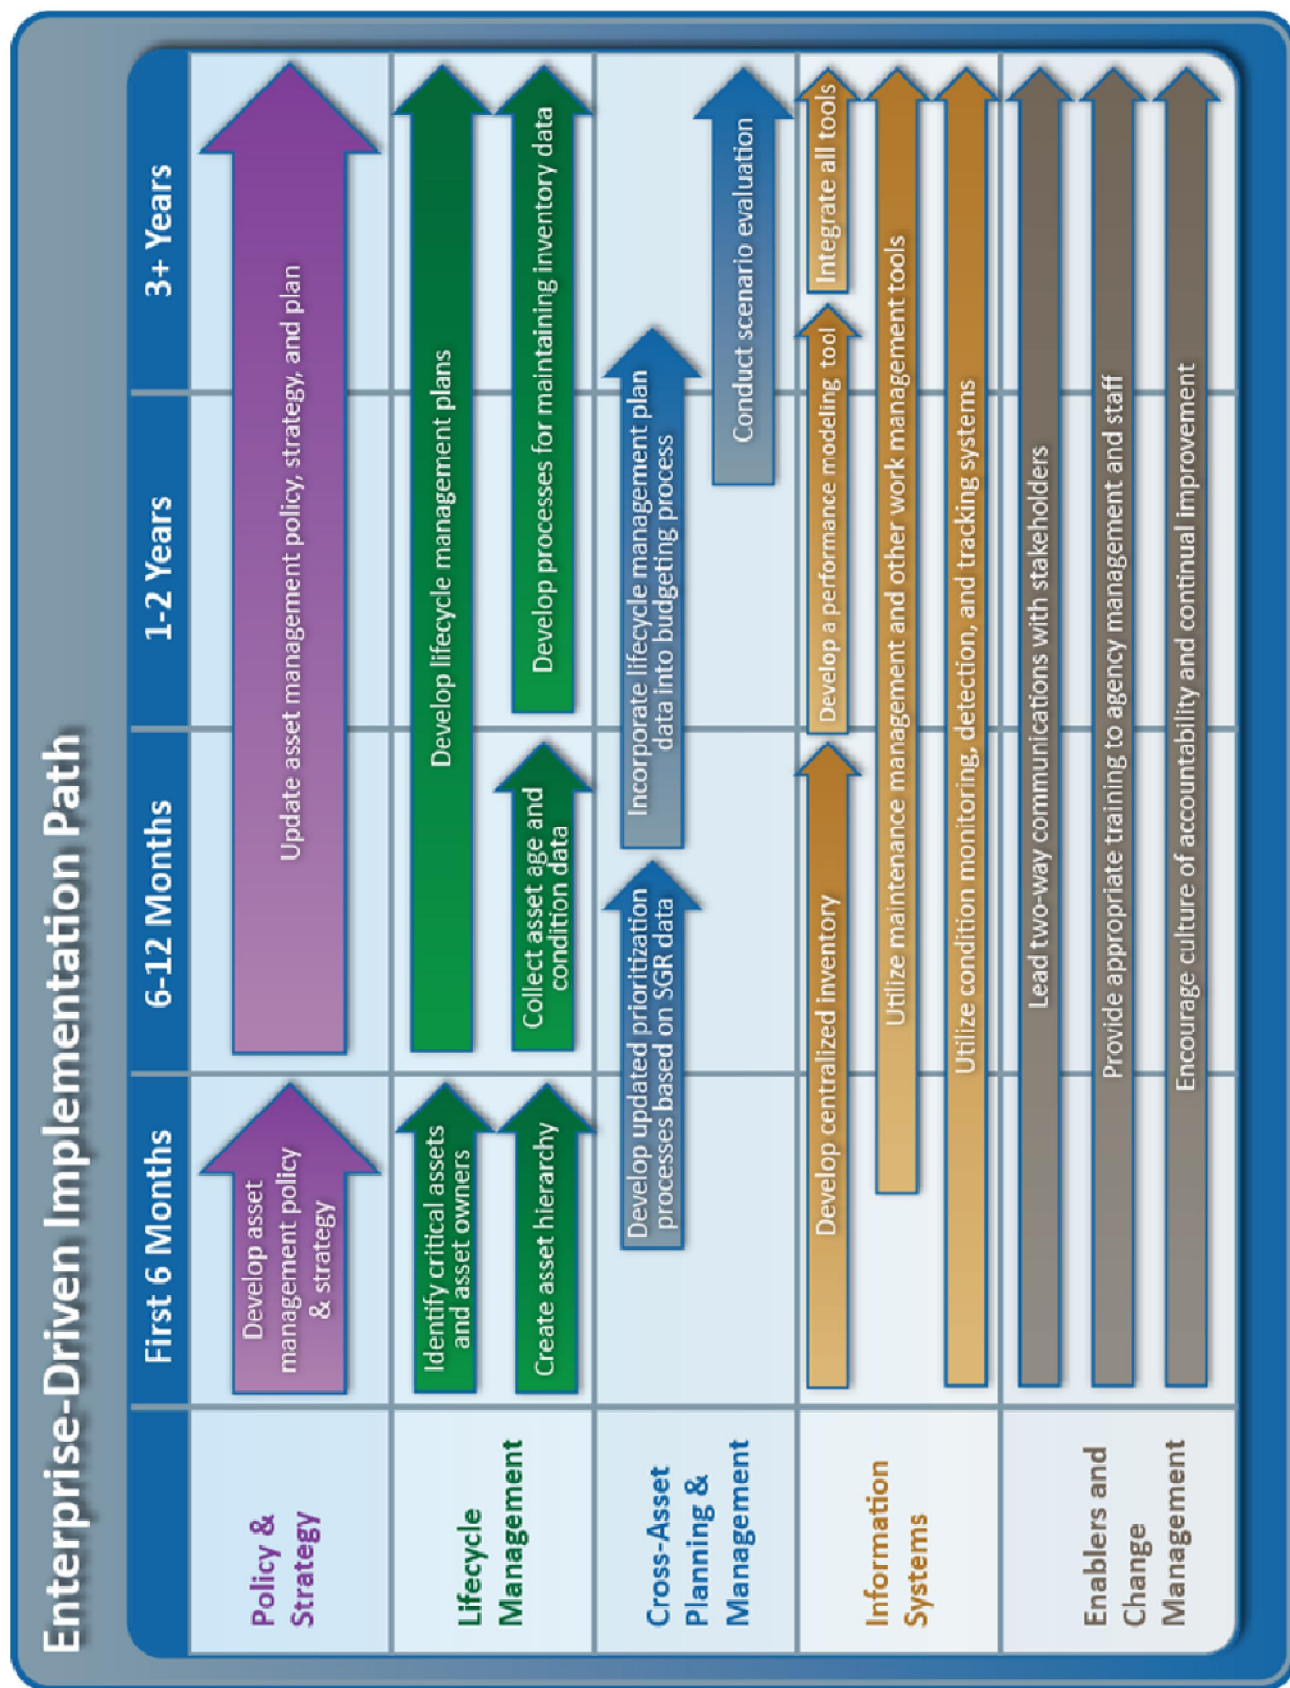 Enterprise-Driven Implementation Path
First 6 Months
6-12 Months
1-2 Years
3+ Years
Policy &
Strategy
Develop asset
management policy
& strategy
Update asset management policy, strategy, and plan
Lifecycle
Management
Identify critical assets
and asset owners
Develop lifecycle management plans
Create asset hierarchy
Collect asset age and
condition data
Develop processes for maintaining inventory data
Cross-Asset
Planning &
Management
Develop updated prioritization
processes based on SGR data
Incorporate lifecycle management plan
data into budgeting process
Conduct scenario evaluation
Information
Systems
Develop centralized inventory
Develop a performance modeling tool
Integrate all tools
Utilize maintenance management and other work management tools
Utilize condition monitoring, detection, and tracking systems
Enablers and
Change
Management
Lead two-way communications with stakeholders
Provide appropriate training to agency management and staff
Encourage culture of accountability and continual improvement